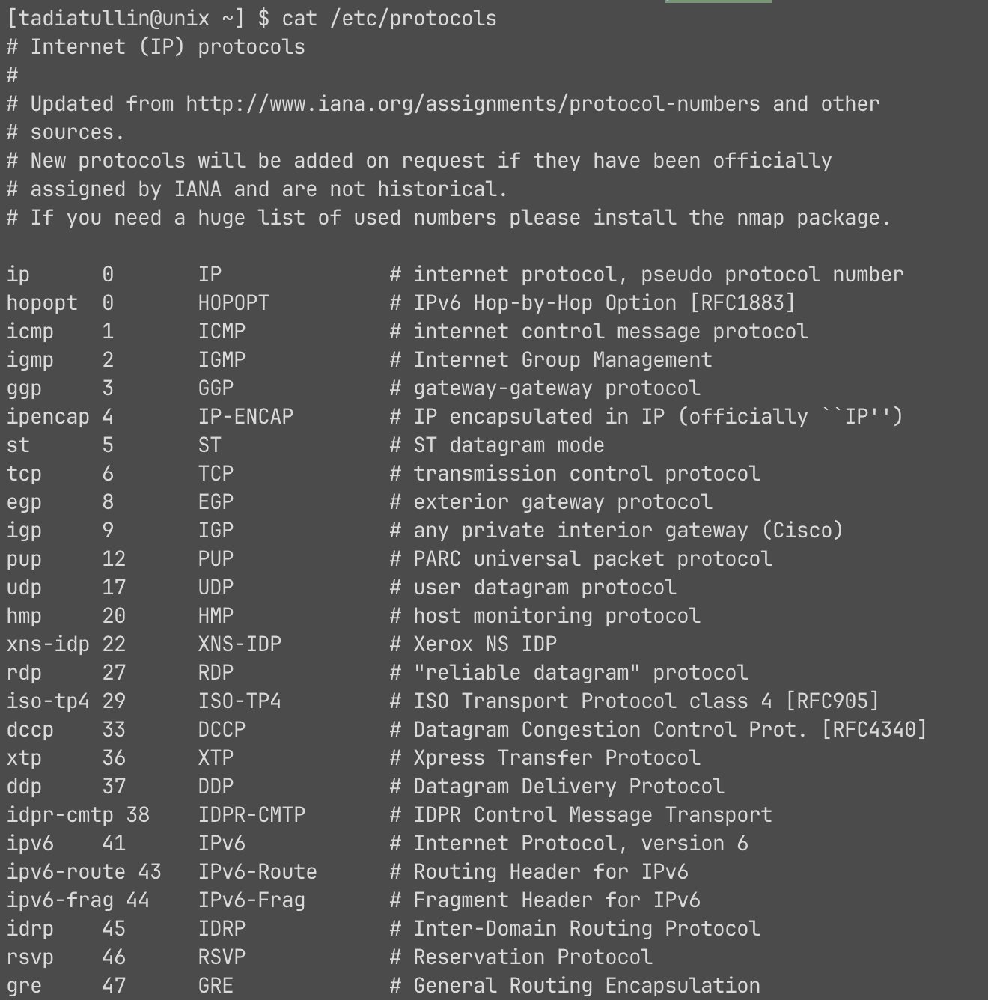 [tadiatullin@unix ~] $ cat /etc/protocols
# Internet (IP) protocols
#
# Updated from http://www.iana.org/assignments/protocol-numbers and other
# sources.
# New protocols will be added on request if they have been officially
# assigned by IANA and are not historical.
# If you need a huge list of used numbers please install the nmap package.

ip      0       IP              # internet protocol, pseudo protocol number
hopopt  0       HOPOPT          # IPv6 Hop-by-Hop Option [RFC1883]
icmp    1       ICMP            # internet control message protocol
igmp    2       IGMP            # Internet Group Management
ggp     3       GGP             # gateway-gateway protocol
ipencap 4       IP-ENCAP        # IP encapsulated in IP (officially ``IP'')
st      5       ST              # ST datagram mode
tcp     6       TCP             # transmission control protocol
egp     8       EGP             # exterior gateway protocol
igp     9       IGP             # any private interior gateway (Cisco)
pup     12      PUP             # PARC universal packet protocol
udp     17      UDP             # user datagram protocol
hmp     20      HMP             # host monitoring protocol
xns-idp 22      XNS-IDP         # Xerox NS IDP
rdp     27      RDP             # "reliable datagram" protocol
iso-tp4 29      ISO-TP4         # ISO Transport Protocol class 4 [RFC905]
dccp    33      DCCP            # Datagram Congestion Control Prot. [RFC4340]
xtp     36      XTP             # Xpress Transfer Protocol
ddp     37      DDP             # Datagram Delivery Protocol
idpr-cmtp 38    IDPR-CMTP       # IDPR Control Message Transport
ipv6    41      IPv6            # Internet Protocol, version 6
ipv6-route 43   IPv6-Route      # Routing Header for IPv6
ipv6-frag 44    IPv6-Frag       # Fragment Header for IPv6
idrp    45      IDRP            # Inter-Domain Routing Protocol
rsvp    46      RSVP            # Reservation Protocol
gre     47      GRE             # General Routing Encapsulation